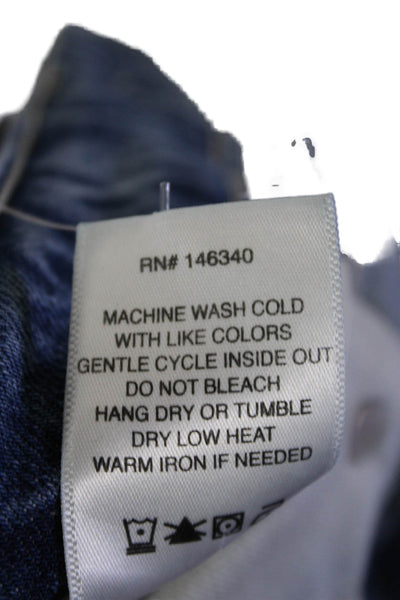 RN# 146340
MACHINE WASH COLD
WITH LIKE COLORS
GENTLE CYCLE INSIDE OUT
DO NOT BLEACH
HANG DRY OR TUMBLE
DRY LOW HEAT
WARM IRON IF NEEDED